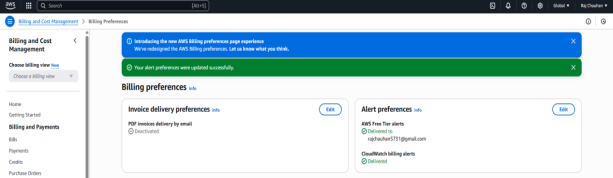 aws
Search
[Alt+S]
Global
Raj Chauhan
Billing and Cost Management > Billing Preferences
Billing and Cost
Management
Choose billing view New
Choose a billing view
Home
Getting Started
Billing and Payments
Bills
Payments
Credits
Purchase Orders
Introducing the new AWS Billing preferences page experience
We've redesigned the AWS Billing preferences. Let us know what you think.
Your alert preferences were updated successfully.
Billing preferences Info
Invoice delivery preferences Info
Edit
PDF invoices delivery by email
Deactivated
Alert preferences Info
Edit
AWS Free Tier alerts
Delivered to
rajchauhan5731@gmail.com
CloudWatch billing alerts
Delivered